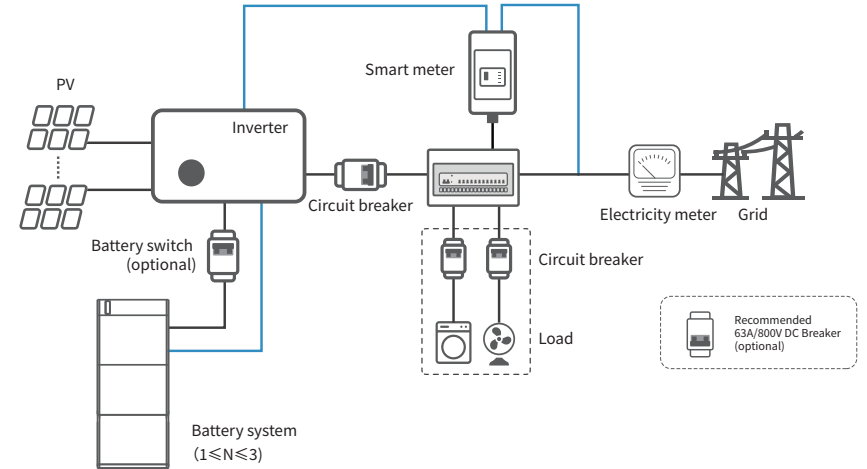 PV
Smart meter
Inverter
Circuit breaker
Electricity meter
Grid
Battery switch
(optional)
Circuit breaker
Load
Recommended
63A/800V DC Breaker
(optional)
Battery system
(1≤N≤3)